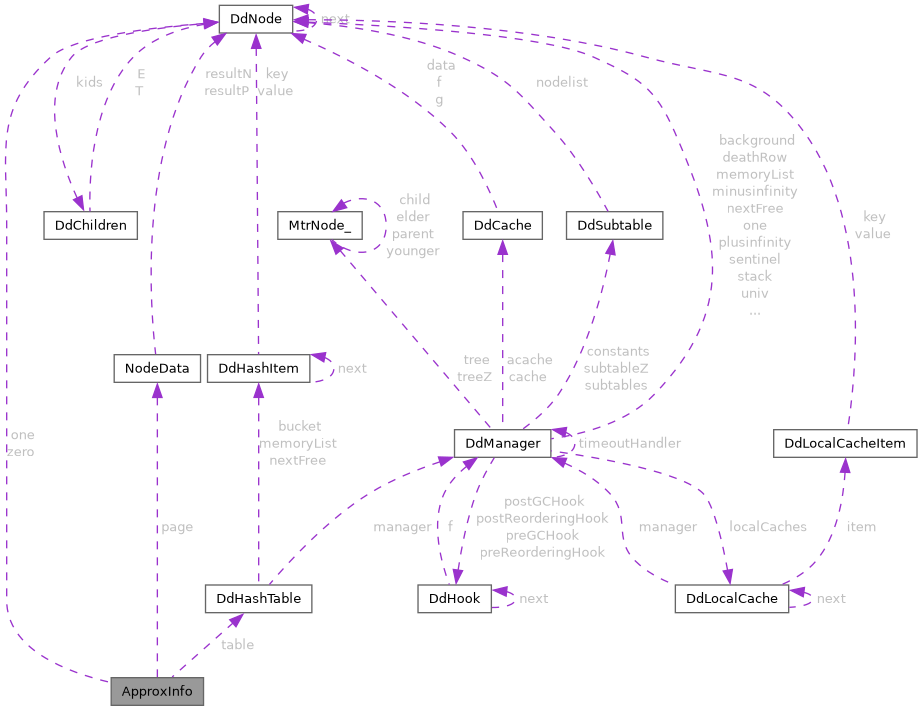 DdNode
next
kids
E
T
resultN
resultP
key
value
data
f
g
nodelist
background
deathRow
memoryList
minusinfinity
nextFree
one
plusinfinity
sentinel
stack
univ
...
key
value
DdChildren
MtrNode_
child
elder
parent
younger
DdCache
DdSubtable
NodeData
DdHashItem
next
tree
treeZ
acache
cache
constants
subtableZ
subtables
one
zero
bucket
memoryList
nextFree
DdManager
timeoutHandler
DdLocalCacheItem
page
manager
f
postGCHook
postReorderingHook
preGCHook
preReorderingHook
manager
localCaches
item
DdHashTable
DdHook
next
DdLocalCache
next
table
ApproxInfo